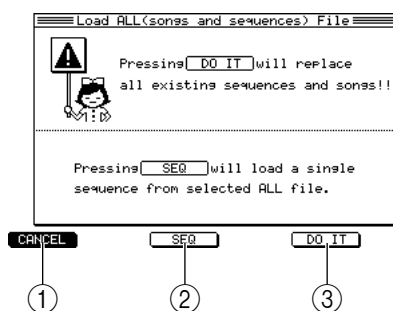 Load ALL(songs and sequences) File
Pressing DO IT will replace
all existing sequences and songs!!
Pressing SEQ will load a single
sequence from selected ALL file.
CANCEL SEQ DO IT
1 2 3